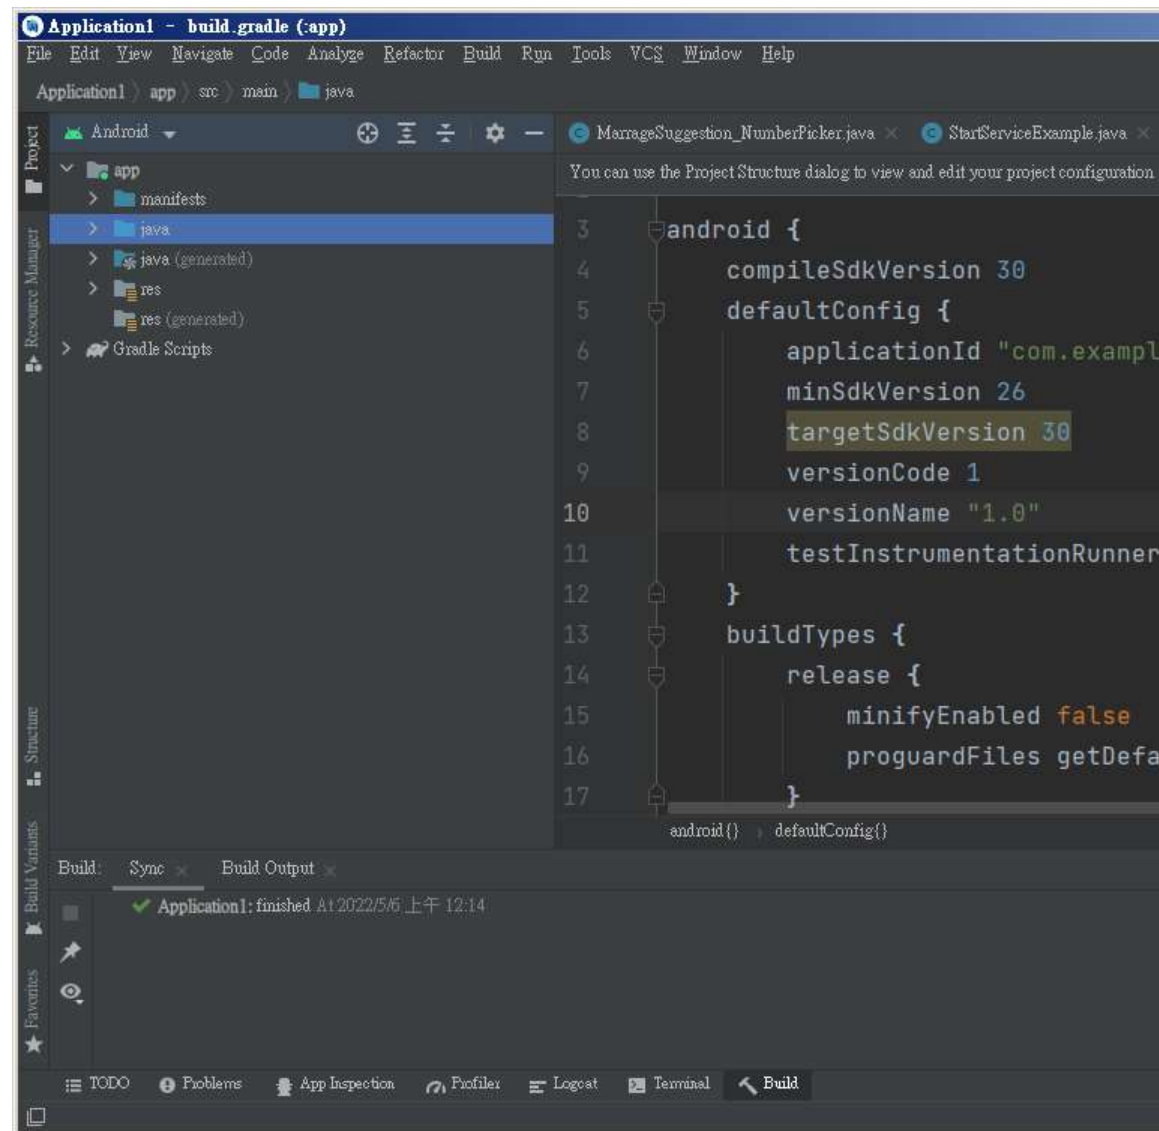 Application1 - build.gradle (:app)
File Edit View Navigate Code Analyze Refactor Build Run Tools VCS Window Help
Application1 app src main java
Project
Android
MarrageSuggestion_NumberPicker.java
StartServiceExample.java
app
You can use the Project Structure dialog to view and edit your project configuration
manifests
java
java (generated)
res
res (generated)
Gradle Scripts
Resource Manager
3 android {
4 compileSdkVersion 30
5 defaultConfig {
6 applicationId "com.exampl
7 minSdkVersion 26
8 targetSdkVersion 30
9 versionCode 1
10 versionName "1.0"
11 testInstrumentationRunner
12 }
13 buildTypes {
14 release {
15 minifyEnabled false
16 proguardFiles getDefa
17 }
android{} defaultConfig{}
Structure
Build Variants
Favorites
Build: Sync Build Output
Application1: finished At 2022/5/6 上午 12:14
TODO Problems App Inspection Profiler Logcat Terminal Build